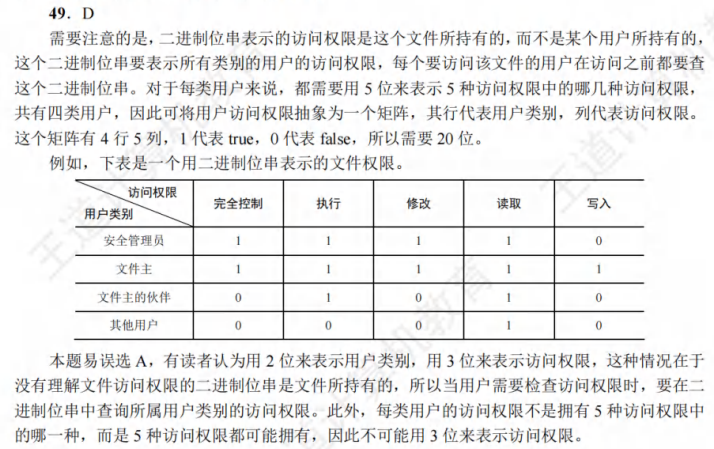 49．D
需要注意的是，二进制位串表示的访问权限是这个文件所持有的，而不是某个用户所持有的，
这个二进制位串要表示所有类别的用户的访问权限，每个要访问该文件的用户在访问之前都要查
这个二进制位串。对于每类用户来说，都需要用 5 位来表示 5 种访问权限中的哪几种访问权限，
共有四类用户，因此可将用户访问权限抽象为一个矩阵，其行代表用户类别，列代表访问权限。
这个矩阵有 4 行 5 列，1 代表 true，0 代表 false，所以需要 20 位。
例如，下表是一个用二进制位串表示的文件权限。
访问权限 用户类别 完全控制 执行 修改 读取 写入
安全管理员 1 1 1 1 0
文件主 1 1 1 1 1
文件主的伙伴 0 1 0 1 0
其他用户 0 0 0 1 0
本题易误选 A，有读者认为用 2 位来表示用户类别，用 3 位来表示访问权限，这种情况在于
没有理解文件访问权限的二进制位串是文件所持有的，所以当用户需要检查访问权限时，要在二
进制位串中查询所属用户类别的访问权限。此外，每类用户的访问权限不是拥有 5 种访问权限中
的哪一种，而是 5 种访问权限都可能拥有，因此不可能用 3 位来表示访问权限。
王道计算机教育